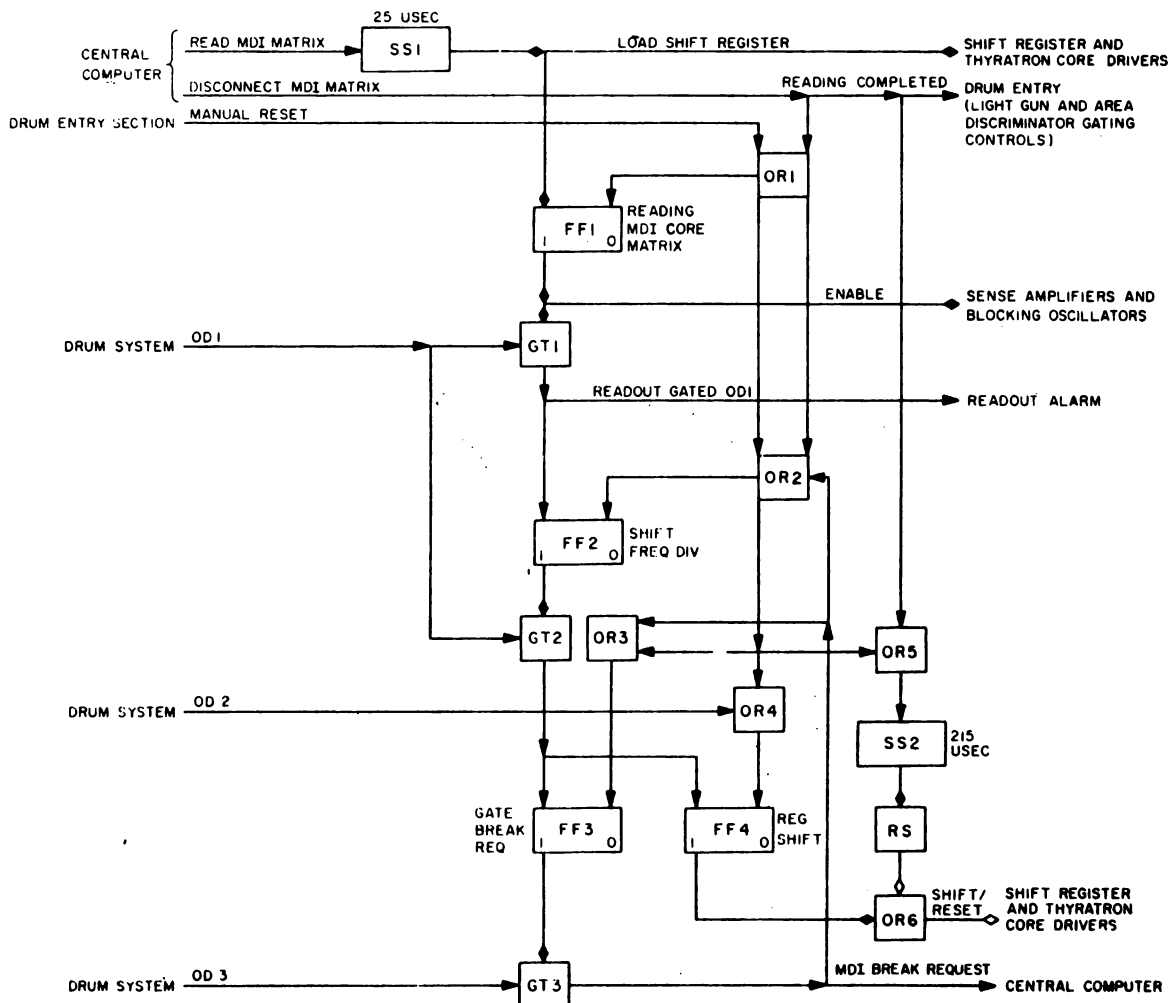 25 USEC
CENTRAL
COMPUTER
READ MDI MATRIX
SS1
LOAD SHIFT REGISTER
SHIFT REGISTER AND
THYRATRON CORE DRIVERS
DISCONNECT MDI MATRIX
READING COMPLETED
DRUM ENTRY
(LIGHT GUN AND AREA
DISCRIMINATOR GATING
CONTROLS)
DRUM ENTRY SECTION
MANUAL RESET
OR1
FF1
1 0
READING
MDI CORE
MATRIX
ENABLE
SENSE AMPLIFIERS AND
BLOCKING OSCILLATORS
DRUM SYSTEM
OD1
GT1
READOUT GATED OD1
READOUT ALARM
OR2
FF2
1 0
SHIFT
FREQ DIV
GT2
OR3
OR5
DRUM SYSTEM
OD 2
OR4
SS2
215
USEC
GATE
BREAK
REQ
FF3
1 0
FF4
1 0
REG
SHIFT
RS
OR6
SHIFT/
RESET
SHIFT REGISTER
AND THYRATRON
CORE DRIVERS
DRUM SYSTEM
OD 3
GT3
MDI BREAK REQUEST
CENTRAL COMPUTER